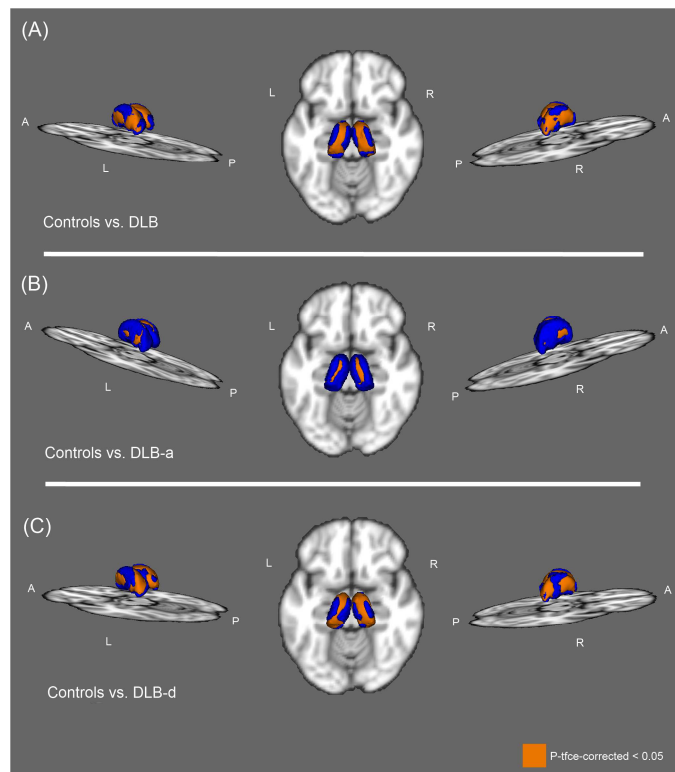 (A)
L
R
A
P
L
A
P
R
Controls vs. DLB
(B)
L
R
A
P
L
A
P
R
Controls vs. DLB-a
(C)
L
R
A
P
L
A
P
R
Controls vs. DLB-d
P-tfce-corrected < 0.05